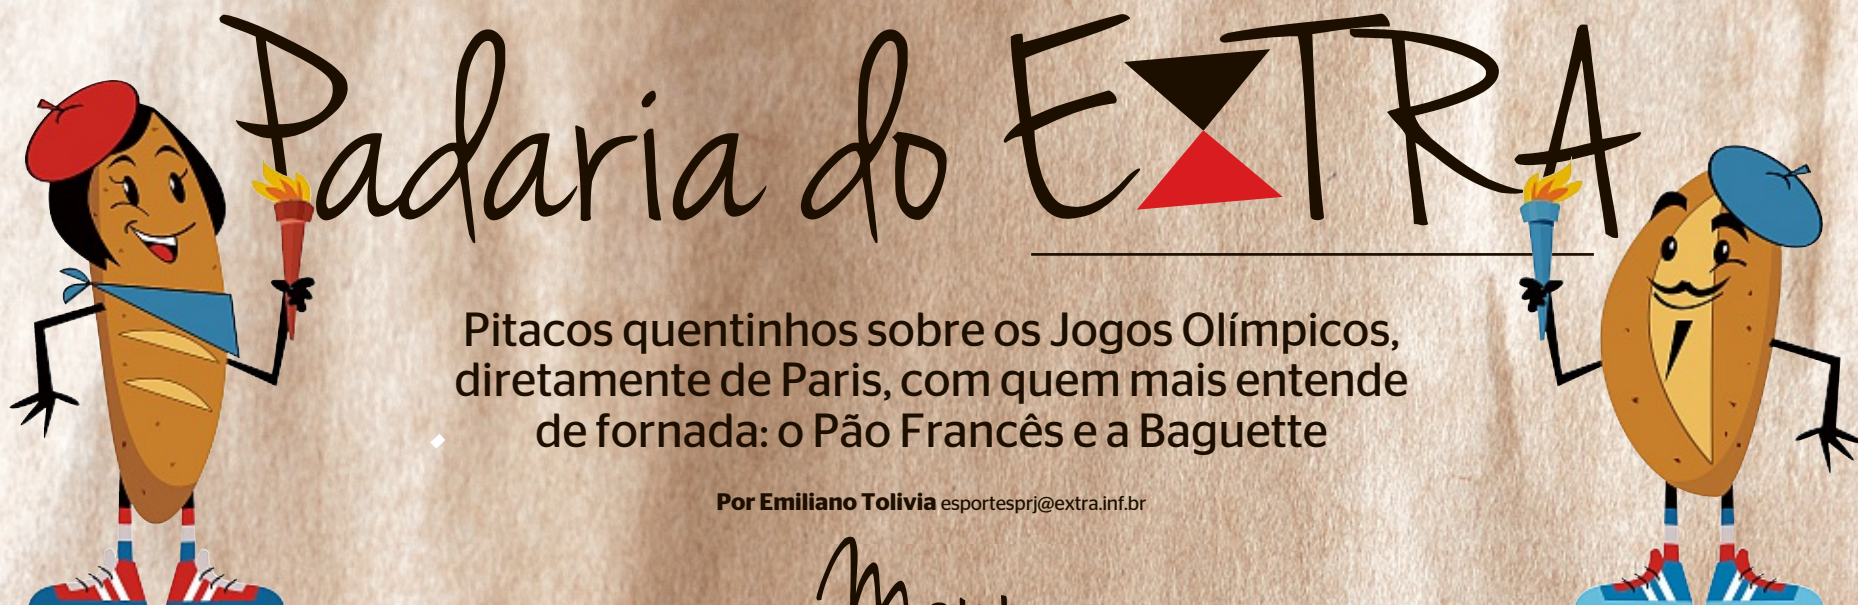 Padaria do EXTRA
Pitacos quentinhos sobre os Jogos Olímpicos,
diretamente de Paris, com quem mais entende
de fornada: o Pão Francês e a Baguette
Por Emiliano Tolivia esportesprj@extra.inf.br